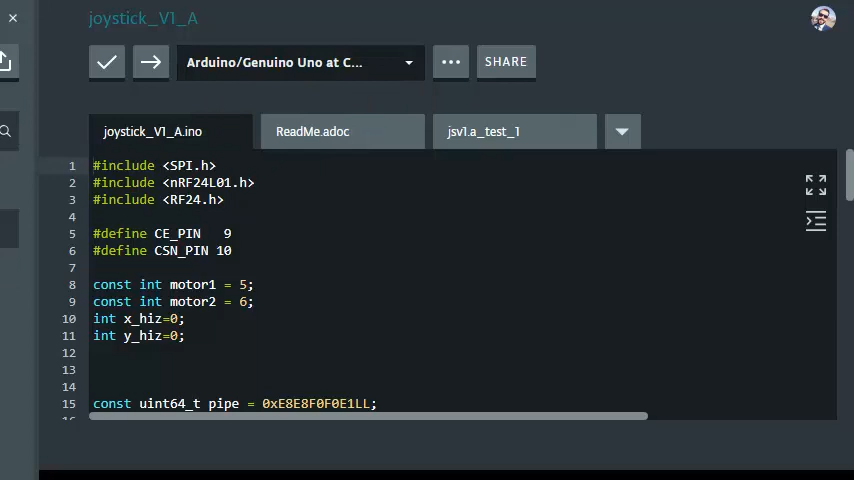 joystick_V1_A
Arduino/Genuino Uno at C...
SHARE
joystick_V1_A.ino
ReadMe.adoc
jsv1.a_test_1
1 #include <SPI.h>
2 #include <nRF24L01.h>
3 #include <RF24.h>
4
5 #define CE_PIN   9
6 #define CSN_PIN 10
7
8 const int motor1 = 5;
9 const int motor2 = 6;
10 int x_hiz=0;
11 int y_hiz=0;
12
13
14
15 const uint64_t pipe = 0xE8E8F0F0E1LL;